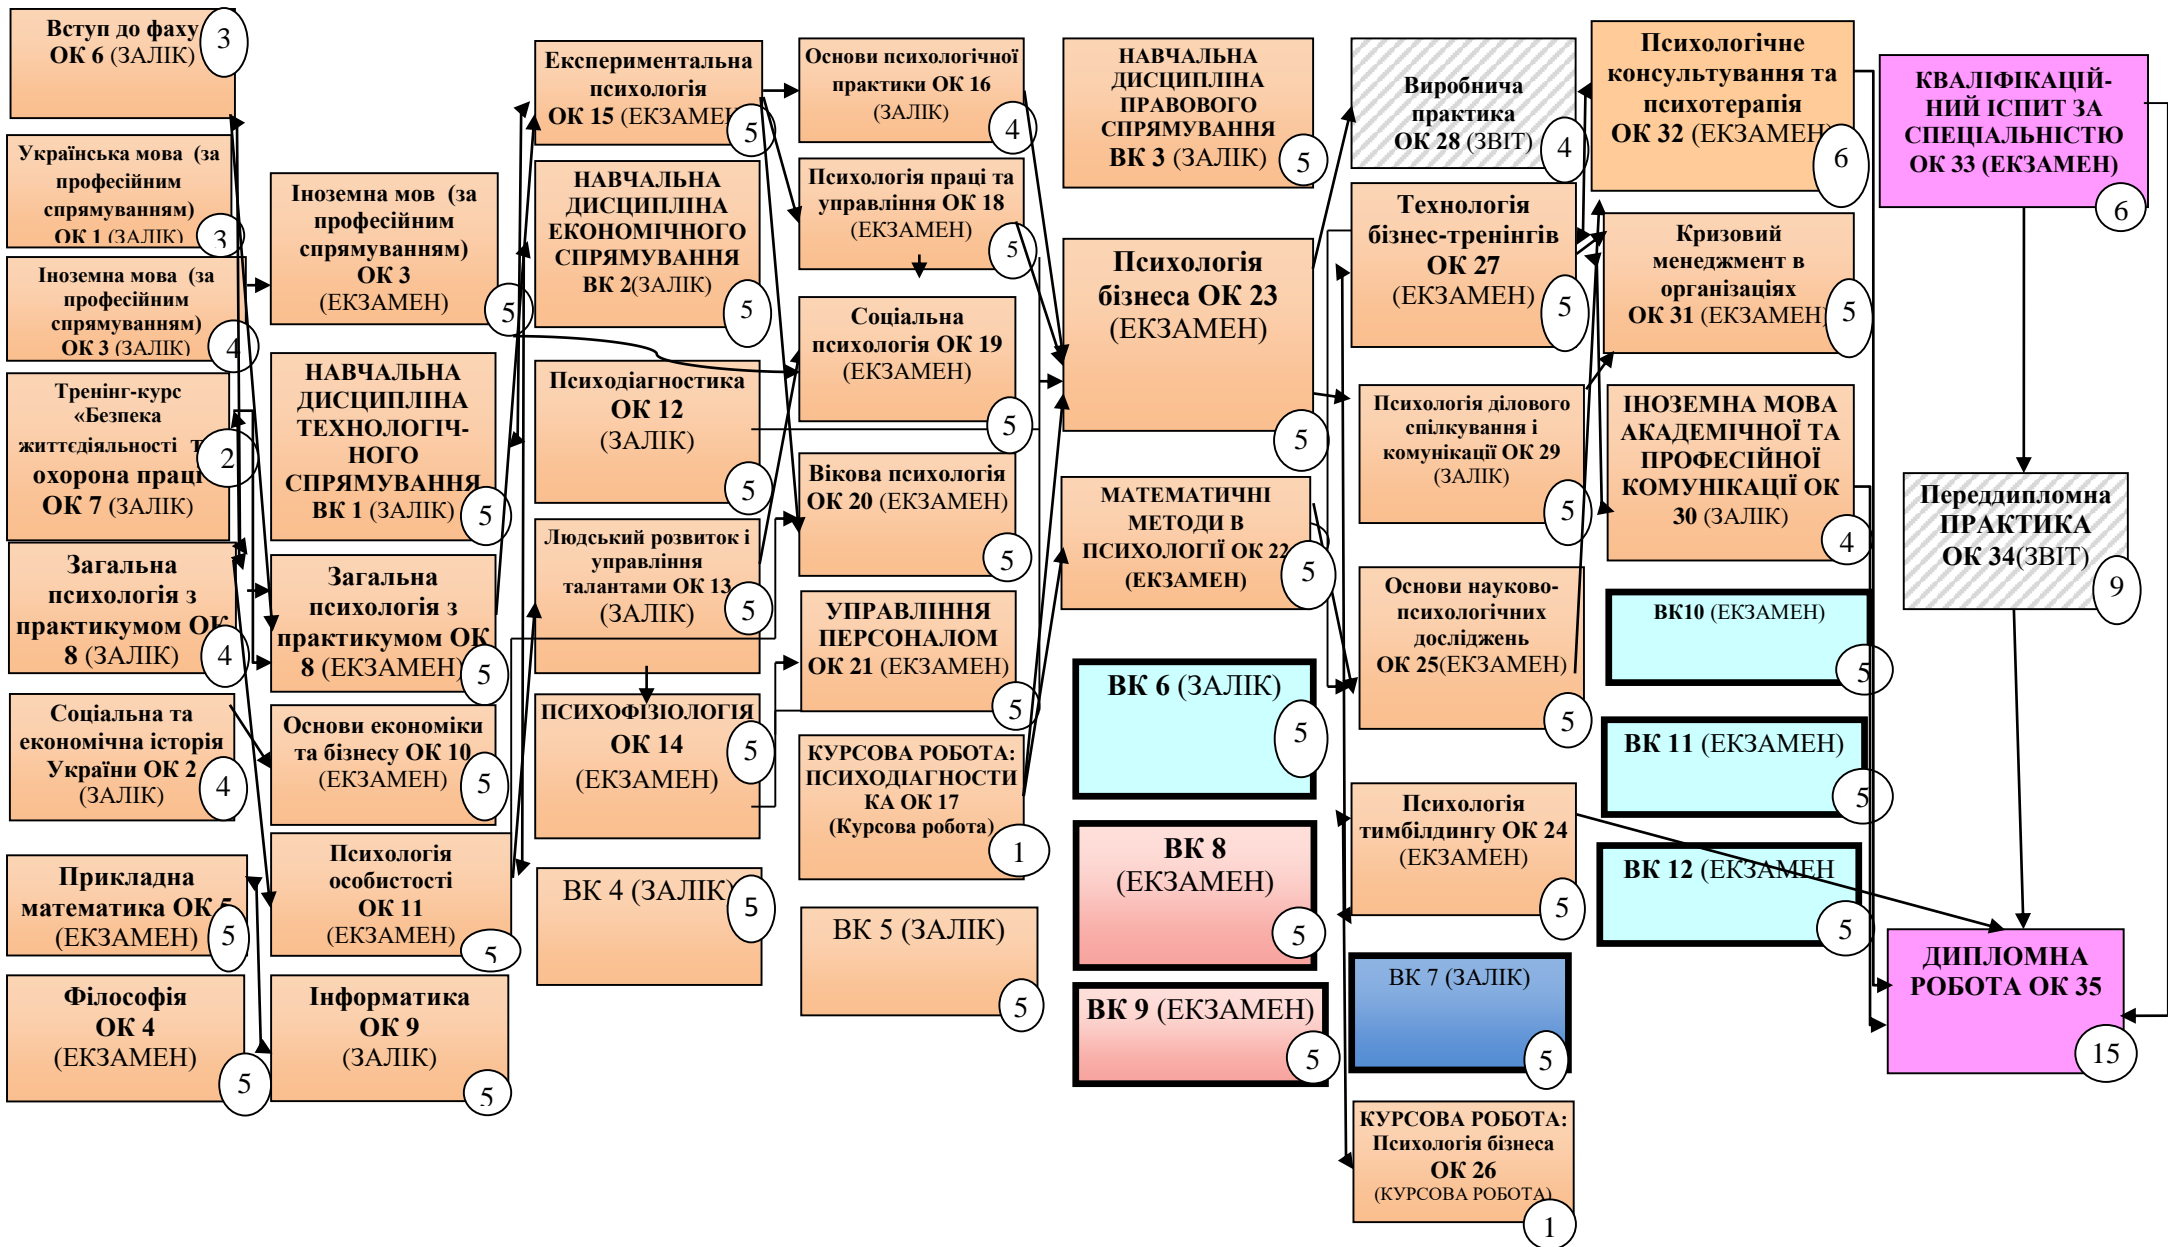 Вступ до фаху
ОК 6 (ЗАЛІК)
3
Українська мова (за
професійним
спрямуванням)
ОК 1 (ЗАЛІК)
3
Іноземна мова (за
професійним
спрямуванням)
ОК 3 (ЗАЛІК)
4
Тренінг-курс
«Безпека
життєдіяльності т
охорона праці
ОК 7 (ЗАЛІК)
2
Загальна
психологія з
практикумом ОК
8 (ЗАЛІК)
4
Соціальна та
економічна історія
України ОК 2
(ЗАЛІК)
4
Прикладна
математика ОК 5
(ЕКЗАМЕН)
5
Філософія
ОК 4
(ЕКЗАМЕН)
5
Іноземна мов (за
професійним
спрямуванням)
ОК 3
(ЕКЗАМЕН)
5
НАВЧАЛЬНА
ДИСЦИПЛІНА
ТЕХНОЛОГІЧ-
НОГО
СПРЯМУВАННЯ
ВК 1 (ЗАЛІК)
5
Загальна
психологія з
практикумом ОК
8 (ЕКЗАМЕН)
5
Основи економіки
та бізнесу ОК 10
(ЕКЗАМЕН)
5
Психологія
особистості
ОК 11
(ЕКЗАМЕН)
5
Інформатика
ОК 9
(ЗАЛІК)
5
Експериментальна
психологія
ОК 15 (ЕКЗАМЕН
5
НАВЧАЛЬНА
ДИСЦИПЛІНА
ЕКОНОМІЧНОГО
СПРЯМУВАННЯ
ВК 2(ЗАЛІК)
5
Психодіагностика
ОК 12
(ЗАЛІК)
5
Людський розвиток і
управління
талантами ОК 13
(ЗАЛІК)
5
ПСИХОФІЗІОЛОГІЯ
ОК 14
(ЕКЗАМЕН)
5
ВК 4 (ЗАЛІК)
5
Основи психологічної
практики ОК 16
(ЗАЛІК)
4
Психологія праці та
управління ОК 18
(ЕКЗАМЕН)
5
Соціальна
психологія ОК 19
(ЕКЗАМЕН)
5
Вікова психологія
ОК 20 (ЕКЗАМЕН)
5
УПРАВЛІННЯ
ПЕРСОНАЛОМ
ОК 21 (ЕКЗАМЕН)
5
КУРСОВА РОБОТА:
ПСИХОДІАГНОСТИ
КА ОК 17
(Курсова робота)
1
ВК 5 (ЗАЛІК)
5
НАВЧАЛЬНА
ДИСЦИПЛІНА
ПРАВОВОГО
СПРЯМУВАННЯ
ВК 3 (ЗАЛІК)
5
Психологія
бізнеса ОК 23
(ЕКЗАМЕН)
5
МАТЕМАТИЧНІ
МЕТОДИ В
ПСИХОЛОГІЇ ОК 22
(ЕКЗАМЕН)
5
ВК 6 (ЗАЛІК)
5
ВК 8
(ЕКЗАМЕН)
5
ВК 9 (ЕКЗАМЕН)
5
Виробнича
практика
ОК 28 (ЗВІТ)
4
Технологія
бізнес-тренінгів
ОК 27
(ЕКЗАМЕН)
5
Психологія ділового
спілкування і
комунікації ОК 29
(ЗАЛІК)
5
Основи науково-
психологічних
досліджень
ОК 25(ЕКЗАМЕН)
5
Психологія
тимбілдингу ОК 24
(ЕКЗАМЕН)
5
ВК 7 (ЗАЛІК)
5
КУРСОВА РОБОТА:
Психологія бізнеса
ОК 26
(КУРСОВА РОБОТА)
1
Психологічне
консультування та
психотерапія
ОК 32 (ЕКЗАМЕН)
6
Кризовий
менеджмент в
організаціях
ОК 31 (ЕКЗАМЕН)
5
ІНОЗЕМНА МОВА
АКАДЕМІЧНОЇ ТА
ПРОФЕСІЙНОЇ
КОМУНІКАЦІЇ ОК
30 (ЗАЛІК)
4
ВК10 (ЕКЗАМЕН)
5
ВК 11 (ЕКЗАМЕН)
5
ВК 12 (ЕКЗАМЕН
5
КВАЛІФІКАЦІЙ-
НИЙ ІСПИТ ЗА
СПЕЦІАЛЬНІСТЮ
ОК 33 (ЕКЗАМЕН)
6
Переддипломна
ПРАКТИКА
ОК 34(ЗВІТ)
9
ДИПЛОМНА
РОБОТА ОК 35
15